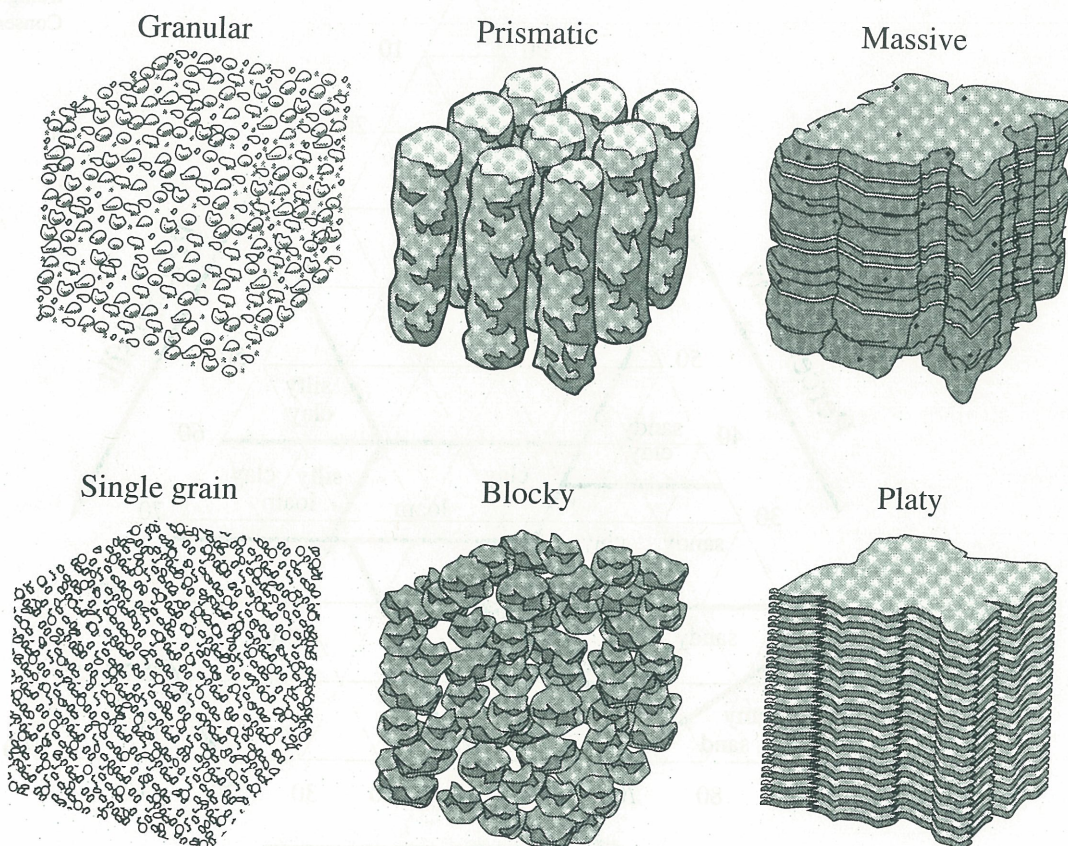 Granular
Prismatic
Massive
Single grain
Blocky
Platy